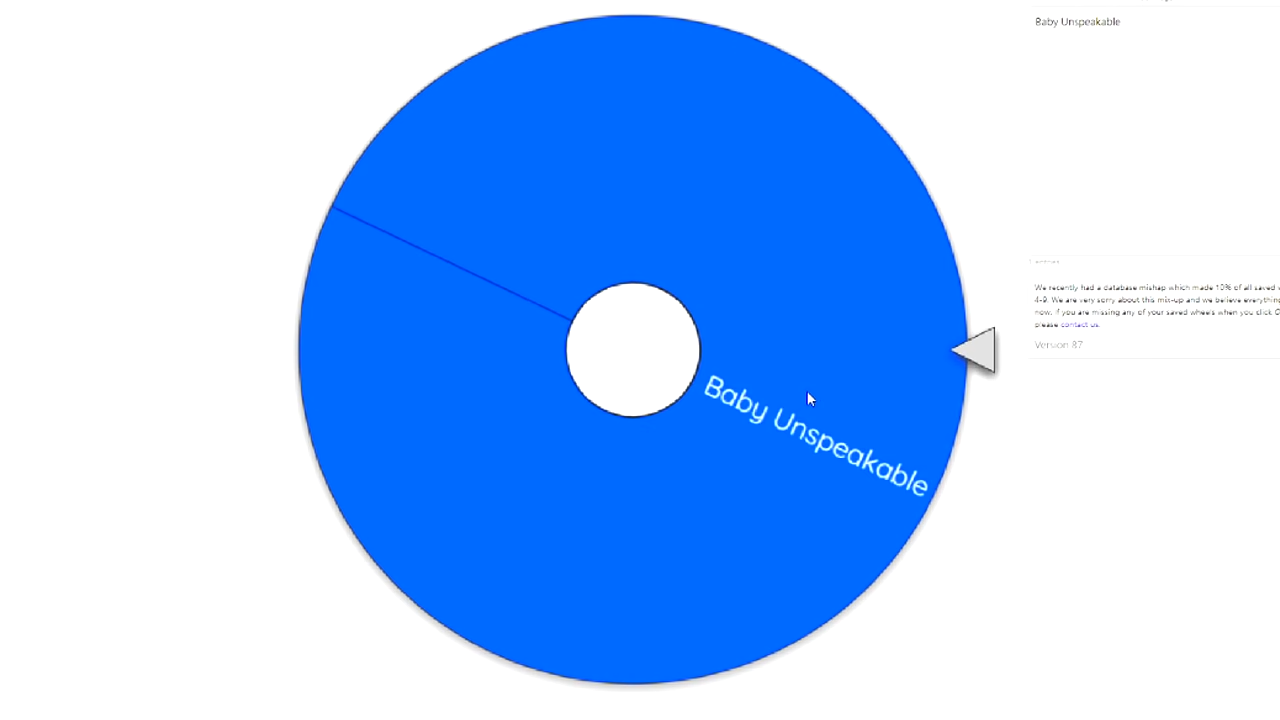 Baby Unspeakable
Baby Unspeakable
We recently had a database mishap which made 10% of all saved
4-9. We are very sorry about this mix-up and we believe everything
now. If you are missing any of your saved wheels when you click
please contact us.
Version 87